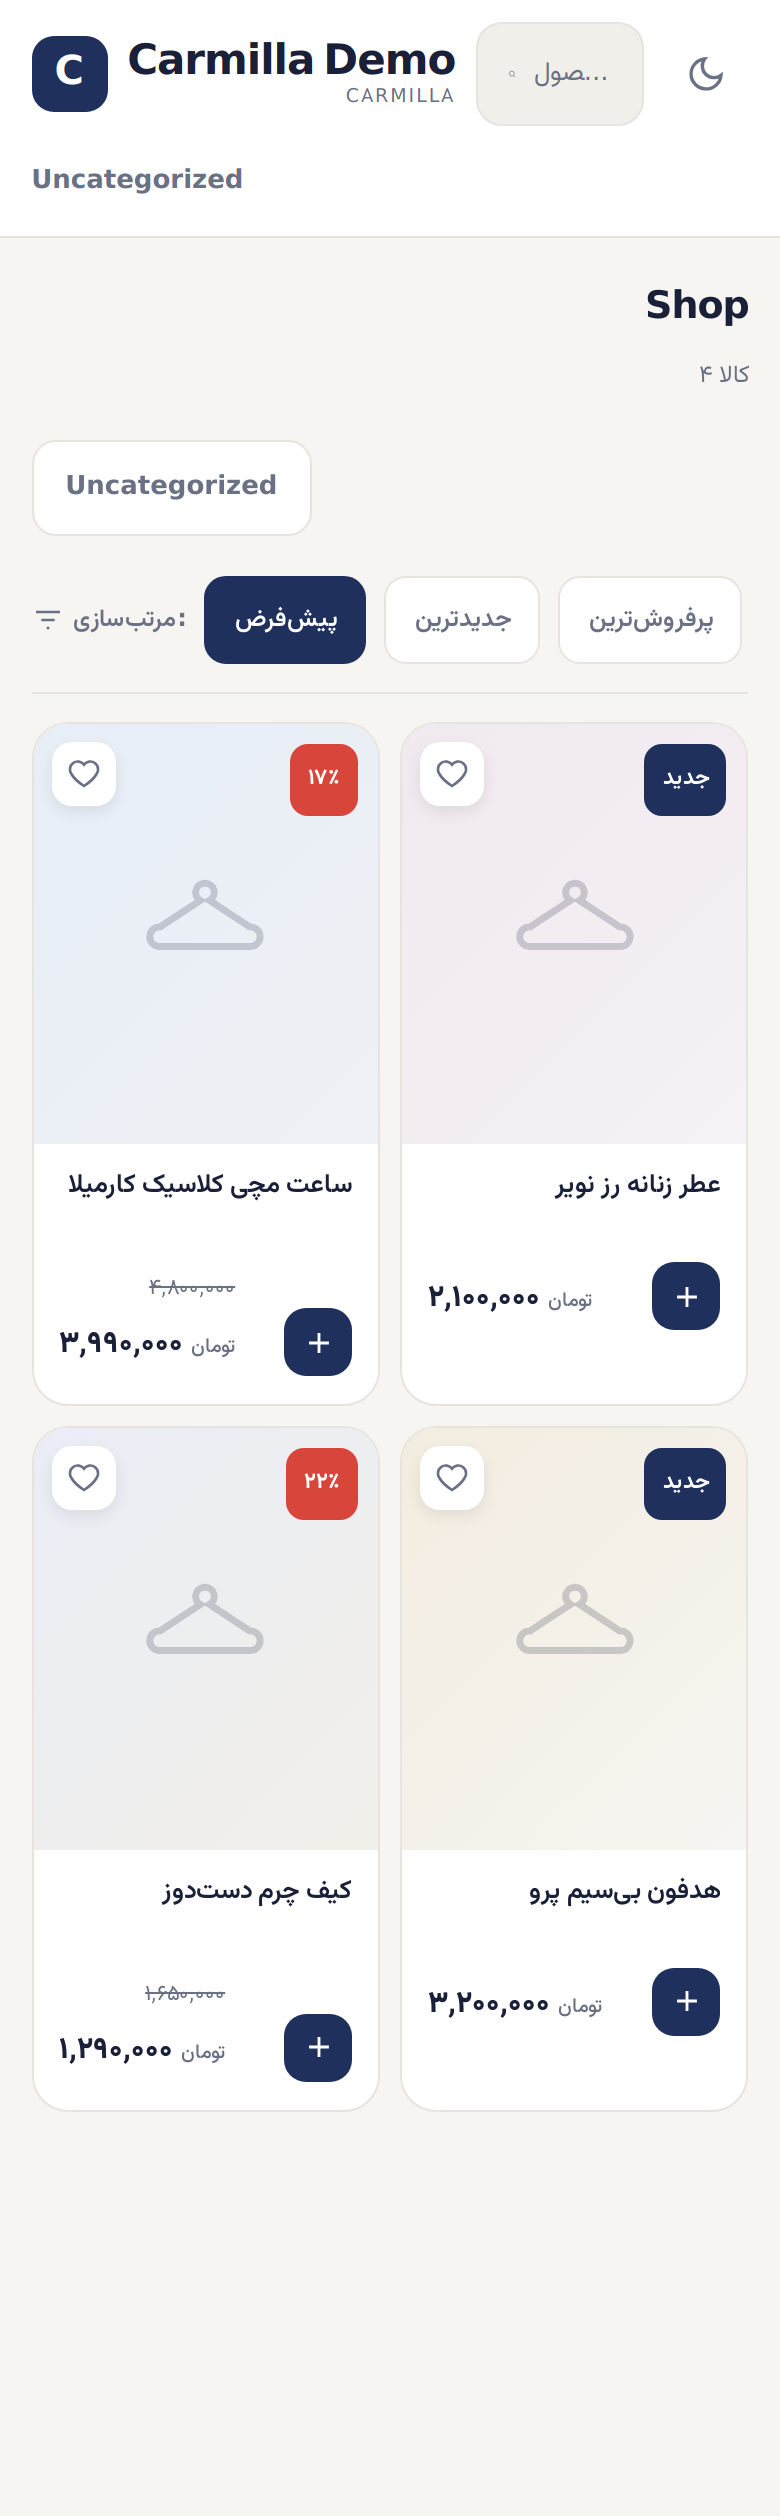 C
Carmilla Demo
CARMILLA
صول...
Uncategorized
Shop
۴ کالا
Uncategorized
مرتب‌سازی:
پیش‌فرض
جدیدترین
پرفروش‌ترین
۱۷٪
جدید
ساعت مچی کلاسیک کارمیلا
عطر زنانه رز نویر
۴,۸۰۰,۰۰۰
۳,۹۹۰,۰۰۰ تومان
۲,۱۰۰,۰۰۰ تومان
۲۲٪
جدید
کیف چرم دست‌دوز
هدفون بی‌سیم پرو
۱,۶۵۰,۰۰۰
۱,۲۹۰,۰۰۰ تومان
۳,۲۰۰,۰۰۰ تومان